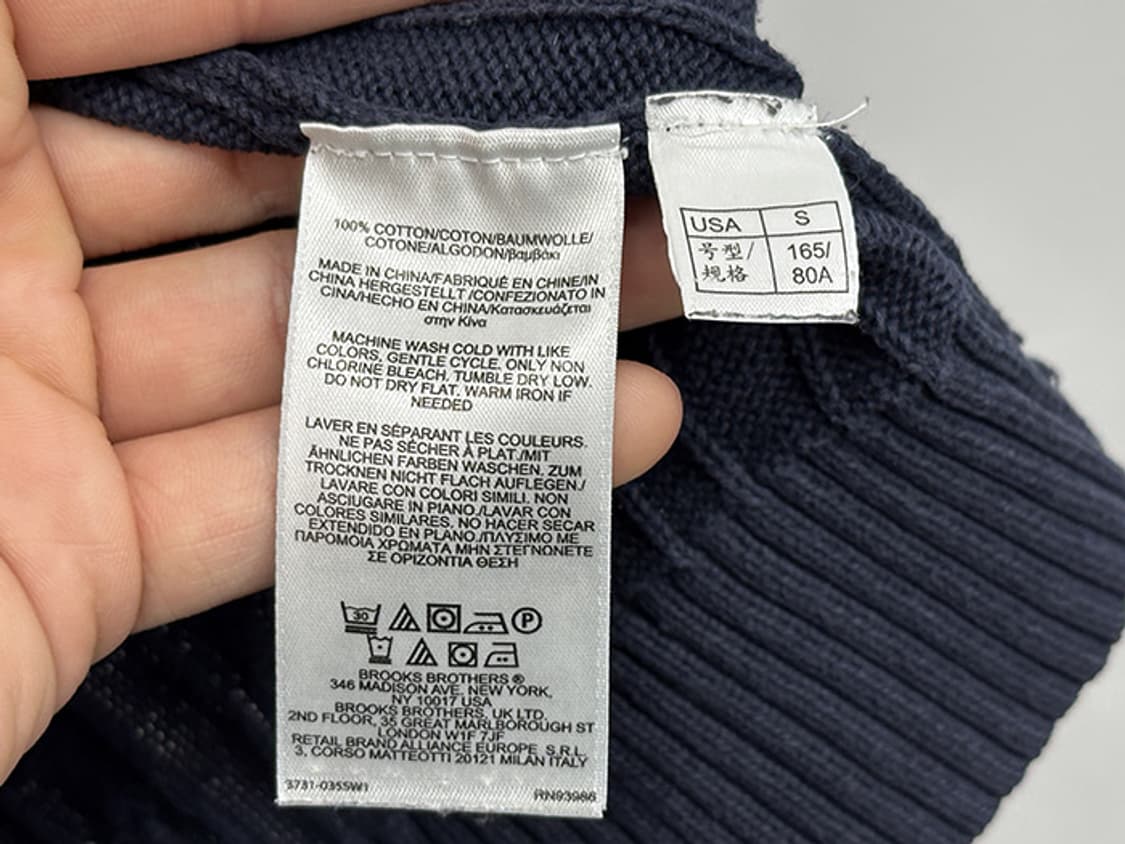 100% COTTON/COTON/BAUMWOLLE/
COTONE/ALGODON/βαμβάκι
MADE IN CHINA/FABRIQUÉ EN CHINE/IN
CHINA HERGESTELLT /CONFEZIONATO IN
CINA/HECHO EN CHINA/Κατασκευάζεται
στην Κίνα
MACHINE WASH COLD WITH LIKE
COLORS. GENTLE CYCLE. ONLY NON
CHLORINE BLEACH. TUMBLE DRY LOW.
DO NOT DRY FLAT. WARM IRON IF
NEEDED
LAVER EN SÉPARANT LES COULEURS.
NE PAS SÉCHER À PLAT./MIT
ÄHNLICHEN FARBEN WASCHEN. ZUM
TROCKNEN NICHT FLACH AUFLEGEN./
LAVARE CON COLORI SIMILI. NON
ASCIUGARE IN PIANO./LAVAR CON
COLORES SIMILARES. NO HACER SECAR
EXTENDIDO EN PLANO./ΠΛΥΣΙΜΟ ΜΕ
ΠΑΡΟΜΟΙΑ ΧΡΩΜΑΤΑ ΜΗΝ ΣΤΕΓΝΩΝΕΤΕ
ΣΕ ΟΡΙΖΟΝΤΙΑ ΘΕΣΗ
30 P
BROOKS BROTHERS ®
346 MADISON AVE. NEW YORK,
NY 10017 USA
BROOKS BROTHERS, UK LTD.
2ND FLOOR, 35 GREAT MARLBOROUGH ST
LONDON W1F 7JF
RETAIL BRAND ALLIANCE EUROPE S.R.L.
3, CORSO MATTEOTTI 20121 MILAN ITALY
3731-0355W1 RN93986
USA S
号型/ 165/
规格 80A